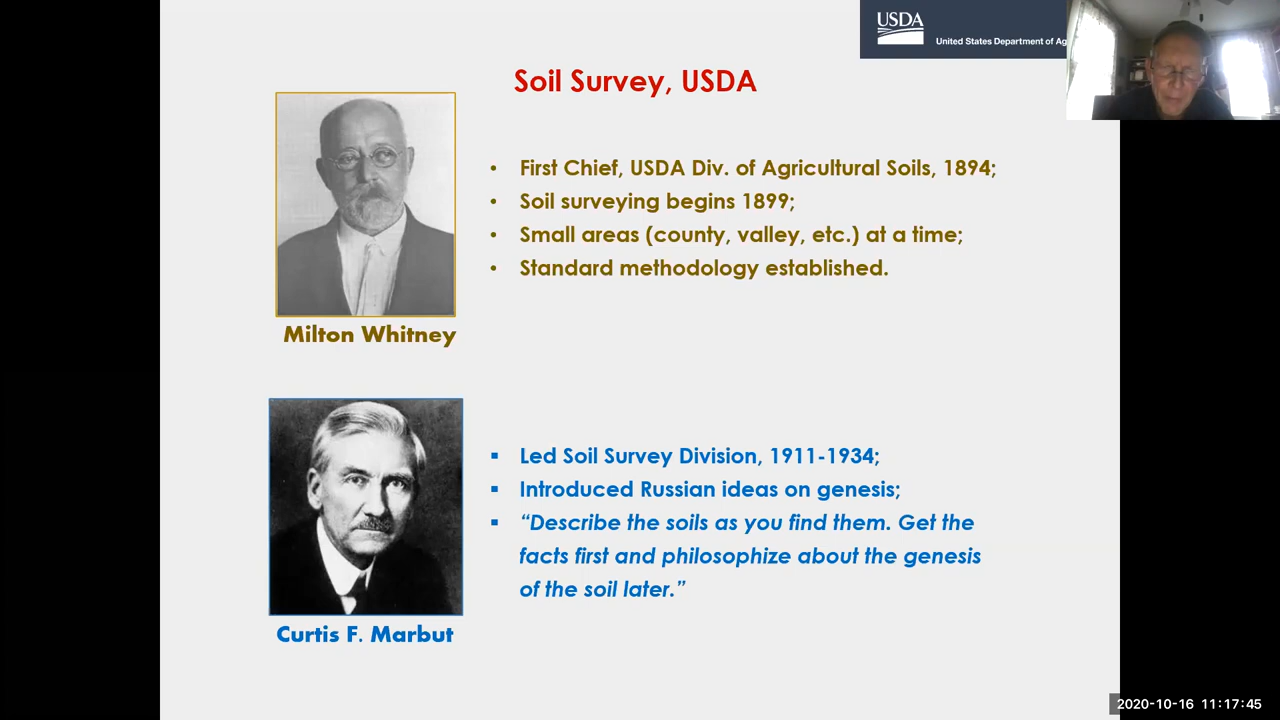 USDA
United States Department of Ag
Soil Survey, USDA
• First Chief, USDA Div. of Agricultural Soils, 1894;
• Soil surveying begins 1899;
• Small areas (county, valley, etc.) at a time;
• Standard methodology established.
Milton Whitney
▪ Led Soil Survey Division, 1911-1934;
▪ Introduced Russian ideas on genesis;
▪ “Describe the soils as you find them. Get the
facts first and philosophize about the genesis
of the soil later.”
Curtis F. Marbut
2020-10-16 11:17:45